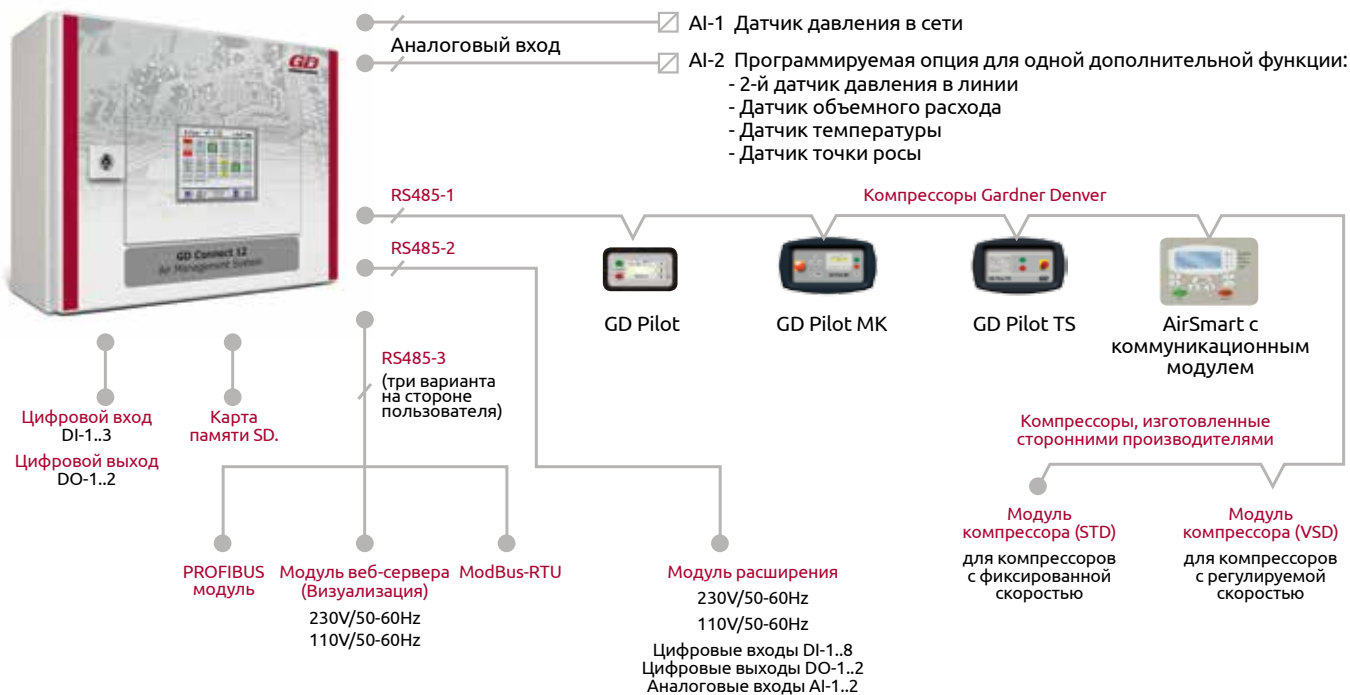 AI-1 Датчик давления в сети
Аналоговый вход
AI-2 Программируемая опция для одной дополнительной функции:
- 2-й датчик давления в линии
- Датчик объемного расхода
- Датчик температуры
- Датчик точки росы
GD
GD Connect 12
Air Management System
RS485-1
Компрессоры Gardner Denver
RS485-2
GD Pilot
GD Pilot MK
GD Pilot TS
AirSmart с
коммуникационным
модулем
RS485-3
(три варианта
на стороне
пользователя)
Цифровой вход
DI-1..3
Цифровой выход
DO-1..2
Карта
памяти SD.
Компрессоры, изготовленные
сторонними производителями
Модуль
компрессора (STD)
для компрессоров
с фиксированной
скоростью
Модуль
компрессора (VSD)
для компрессоров
с регулируемой
скоростью
PROFIBUS
модуль
Модуль веб-сервера
(Визуализация)
230V/50-60Hz
110V/50-60Hz
ModBus-RTU
Модуль расширения
230V/50-60Hz
110V/50-60Hz
Цифровые входы DI-1..8
Цифровые выходы DO-1..2
Аналоговые входы AI-1..2